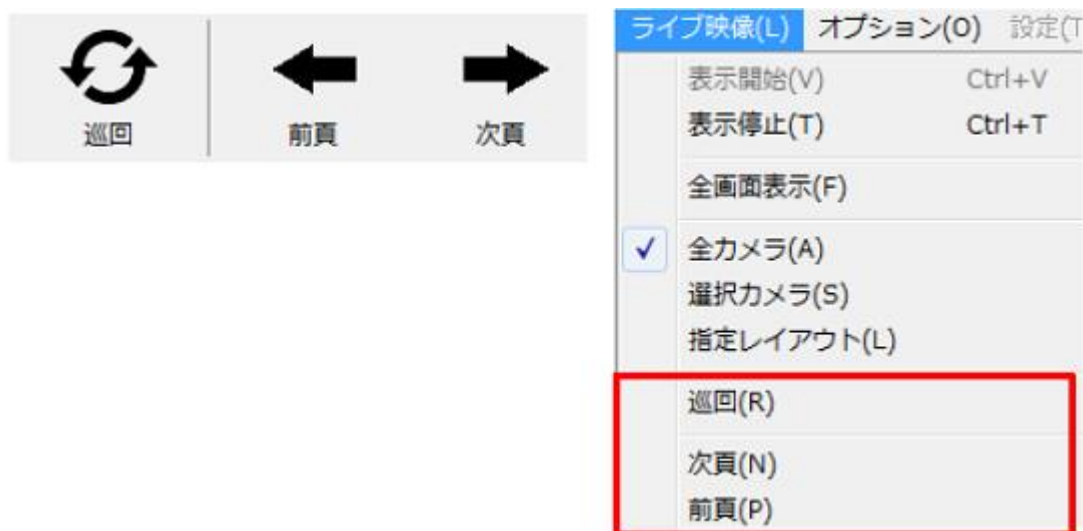 巡回
前頁
次頁
ライブ映像(L) オプション(O) 設定(T
表示開始(V) Ctrl+V
表示停止(T) Ctrl+T
全画面表示(F)
全カメラ(A)
選択カメラ(S)
指定レイアウト(L)
巡回(R)
次頁(N)
前頁(P)